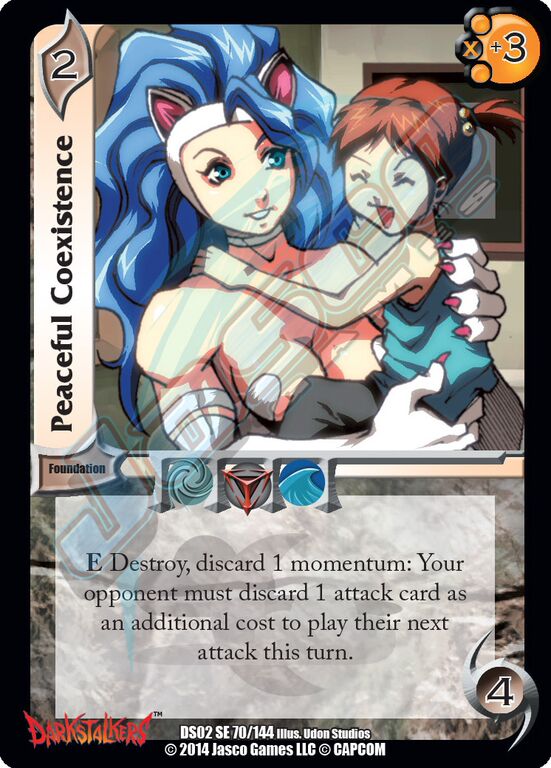 2
+3
Peaceful Coexistence
Foundation
E Destroy, discard 1 momentum: Your
opponent must discard 1 attack card as
an additional cost to play their next
attack this turn.
4
DARKSTALKERS™
DS02 SE 70/144 Illus. Udon Studios
© 2014 Jasco Games LLC © CAPCOM